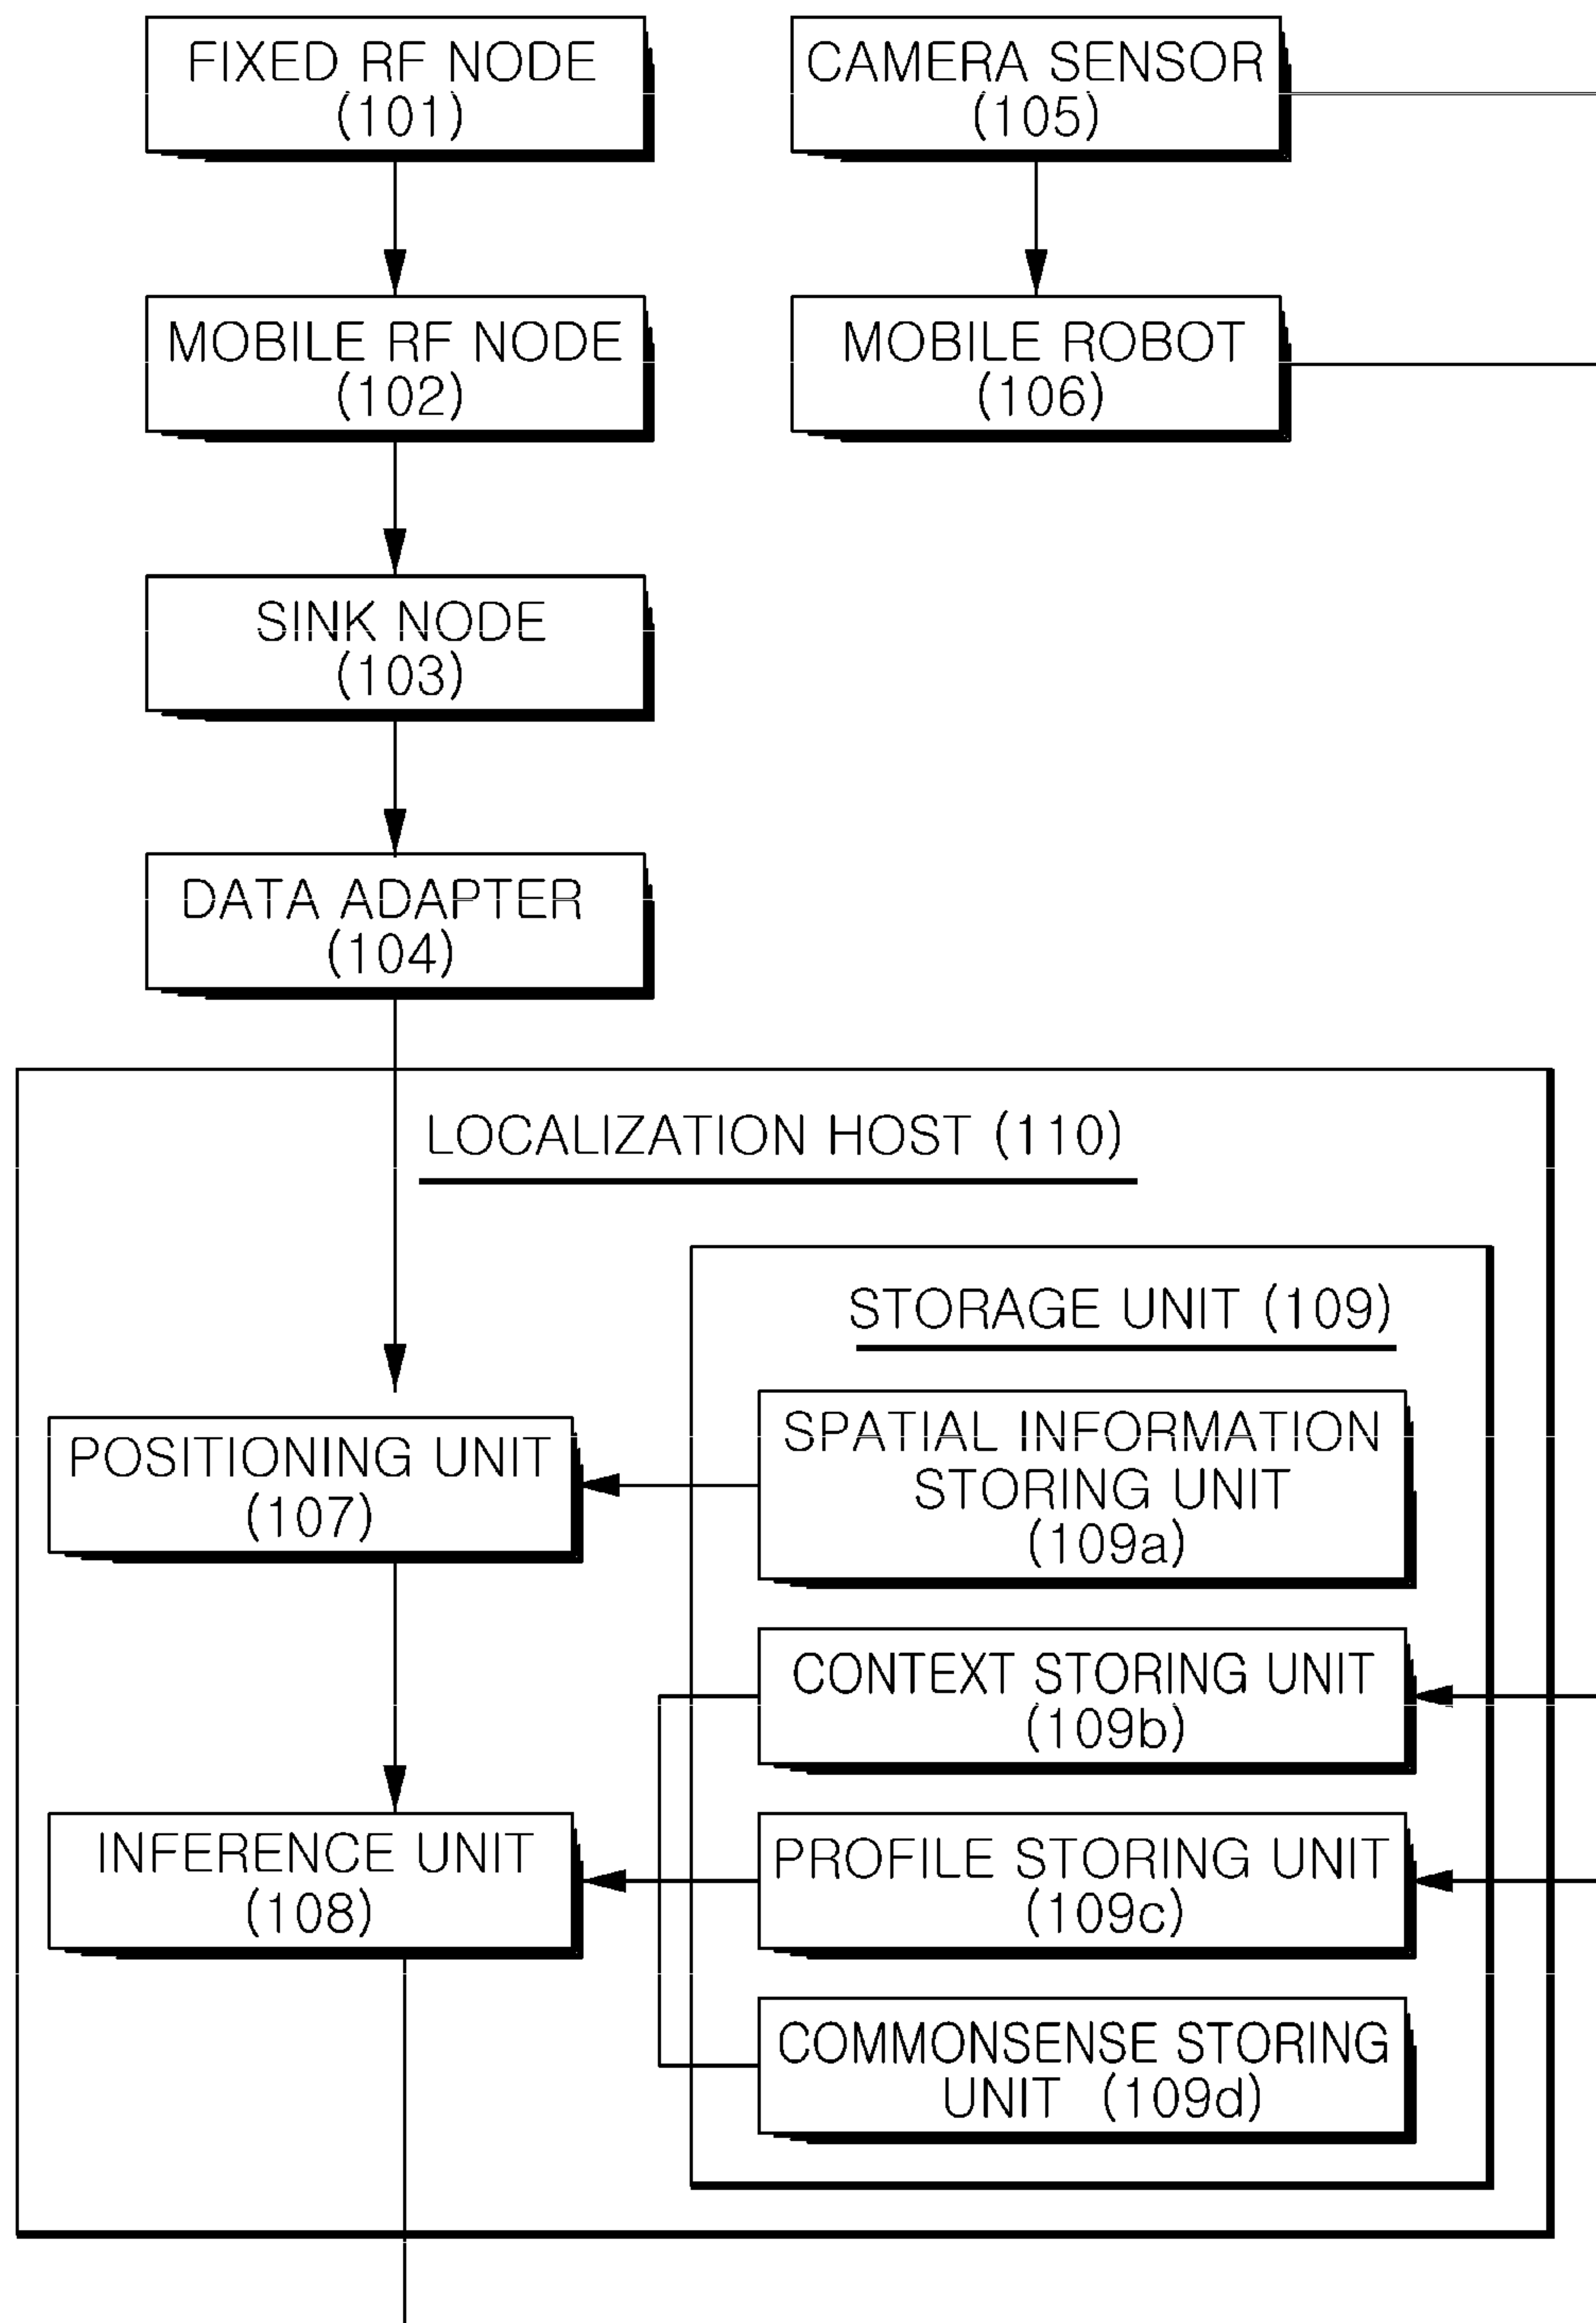 FIXED RF NODE
(101)
CAMERA SENSOR
(105)
MOBILE RF NODE
(102)
MOBILE ROBOT
(106)
SINK NODE
(103)
DATA ADAPTER
(104)
LOCALIZATION HOST (110)
STORAGE UNIT (109)
POSITIONING UNIT
(107)
SPATIAL INFORMATION
STORING UNIT
(109a)
CONTEXT STORING UNIT
(109b)
INFERENCE UNIT
(108)
PROFILE STORING UNIT
(109c)
COMMONSENSE STORING
UNIT (109d)